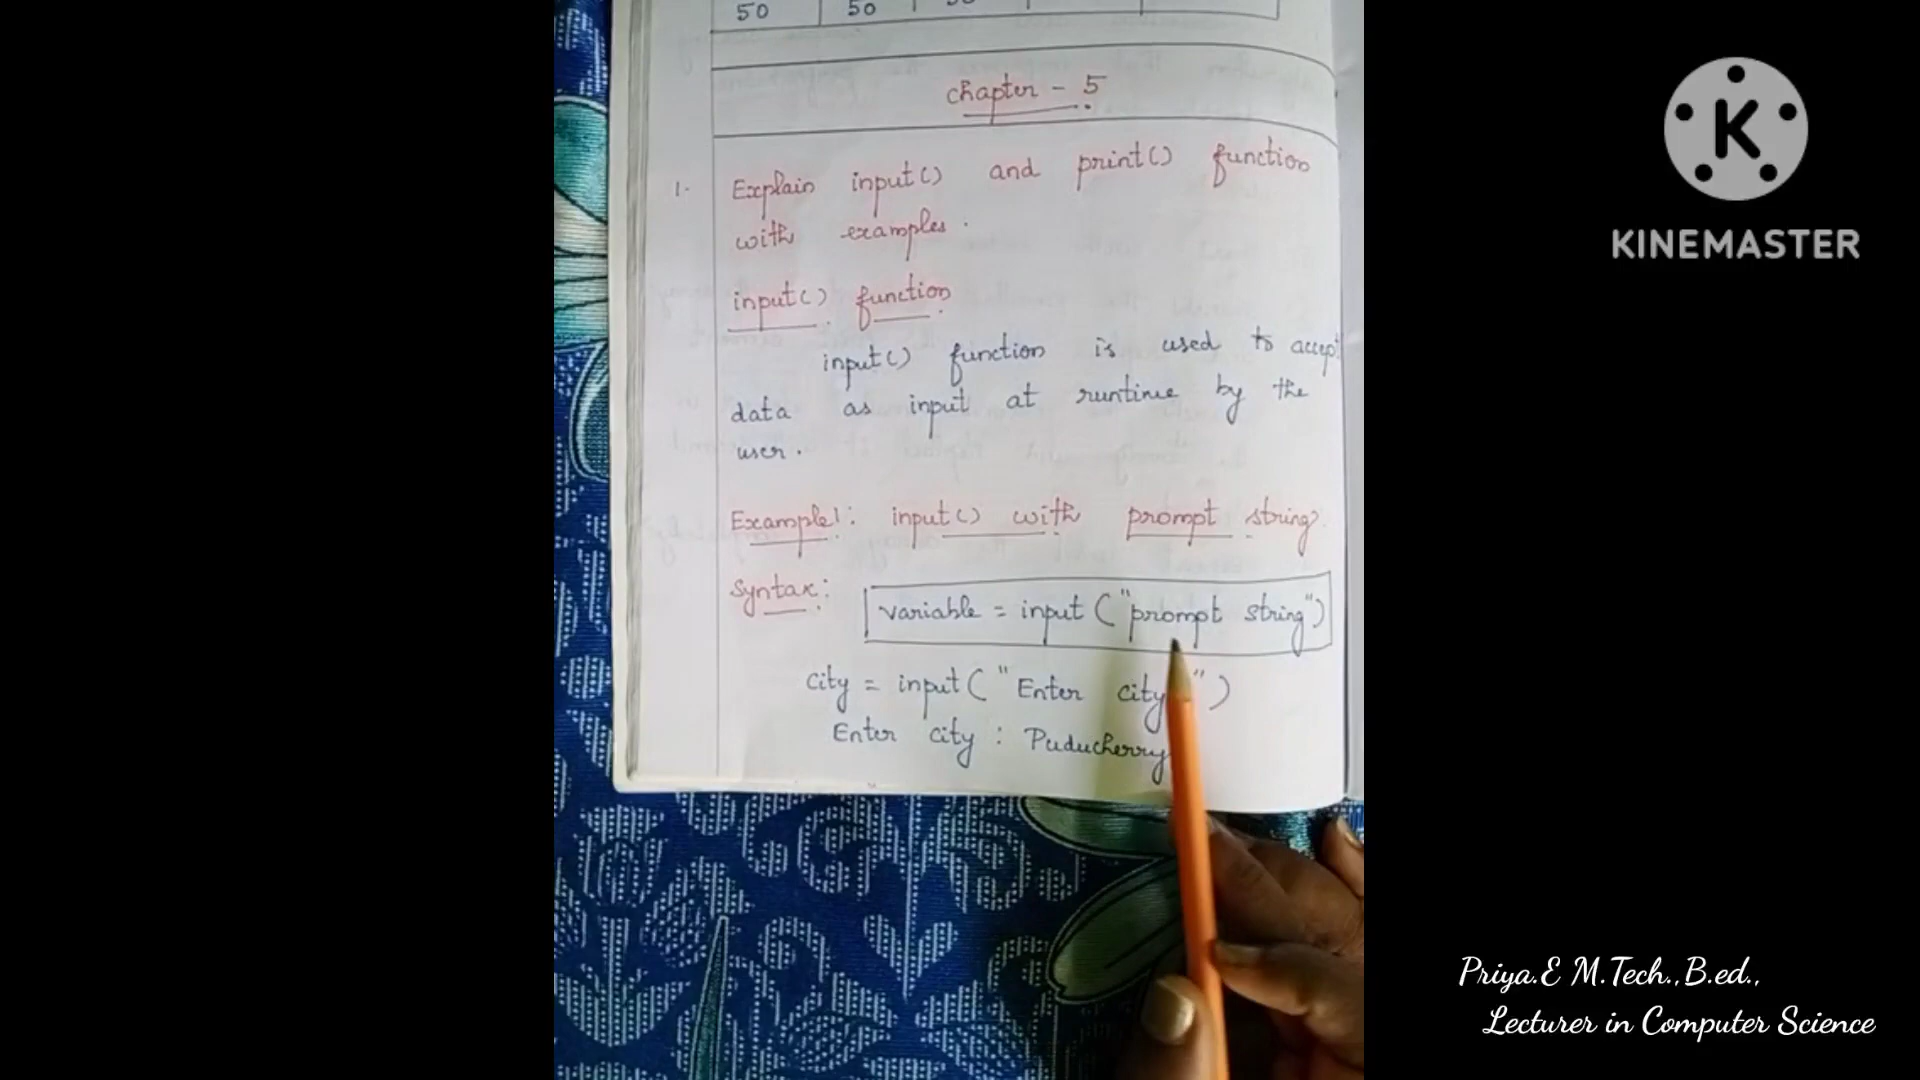 50 50 50
Chapter - 5
1. Explain input() and print() function
with examples.
input() function
input() function is used to accept
data as input at runtime by the
user.
Example1: input() with prompt string
Syntax: variable = input ("prompt string")
city = input ("Enter city ")
Enter city : Puducherry
K
KINEMASTER
Priya.E M.Tech.,B.ed.,
Lecturer in Computer Science